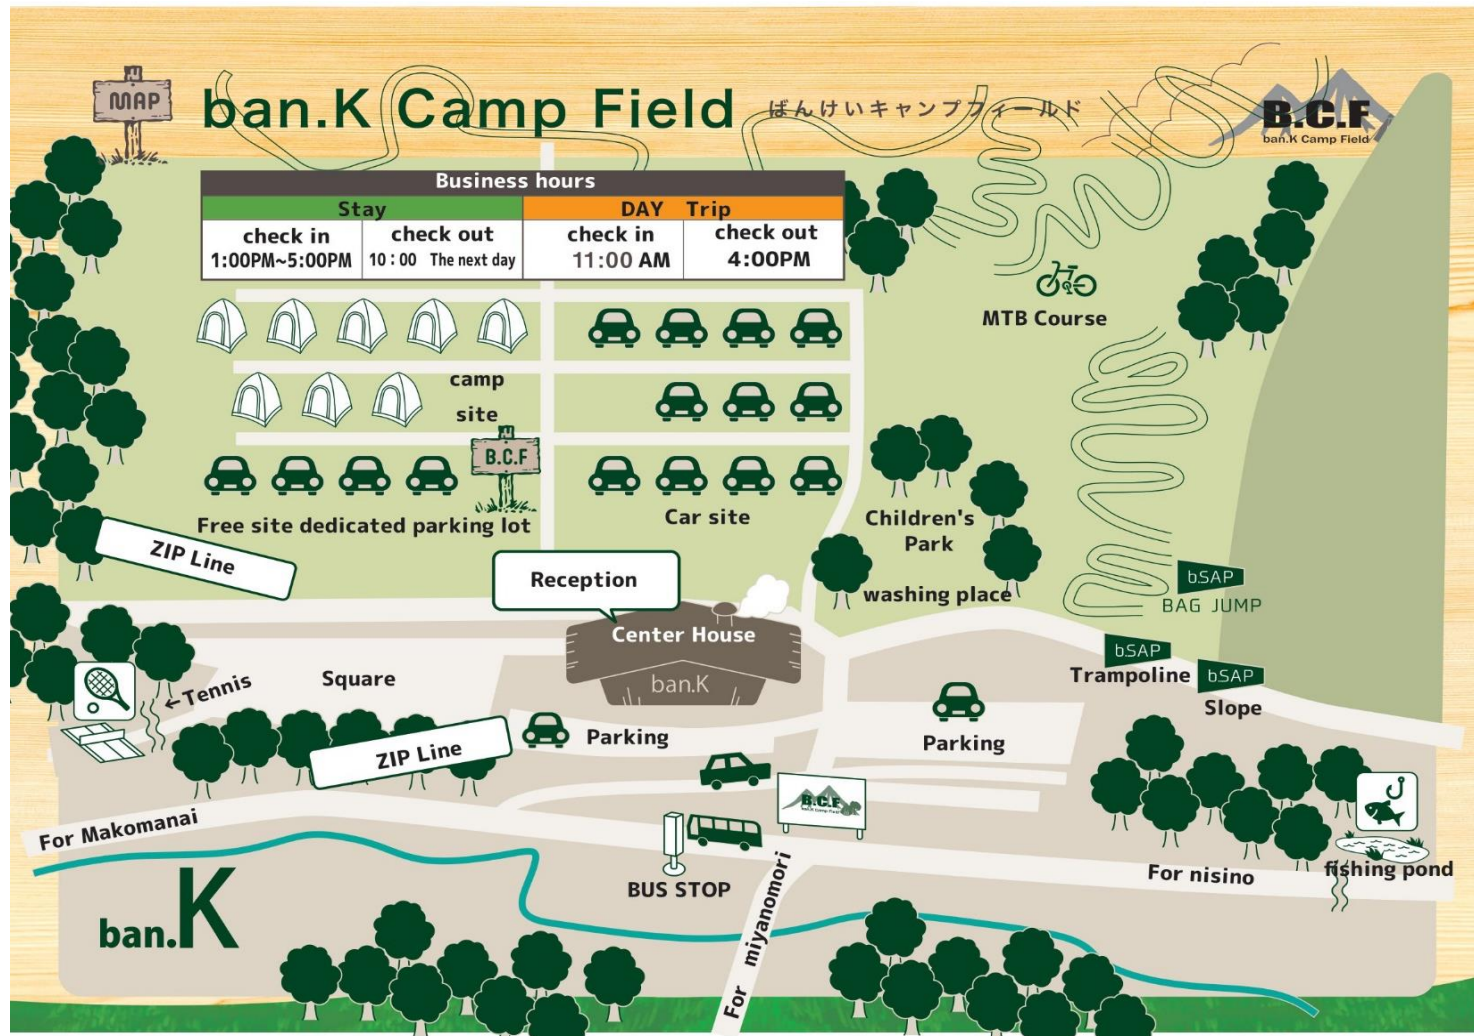 MAP
ban.K Camp Field
ばんけいキャンプフィールド
B.C.F
ban.K Camp Field
Business hours
Stay
DAY Trip
check in
1:00PM~5:00PM
check out
10:00 The next day
check in
11:00 AM
check out
4:00PM
MTB Course
camp
site
B.C.F
Free site dedicated parking lot
Car site
Children's
Park
ZIP Line
Reception
washing place
bSAP
BAG JUMP
Center House
ban.K
bSAP
Trampoline
bSAP
Slope
←Tennis
Square
ZIP Line
Parking
Parking
B.C.F
ban.K Camp Field
For Makomanai
BUS STOP
For miyanomori
For nisino
fishing pond
ban.K